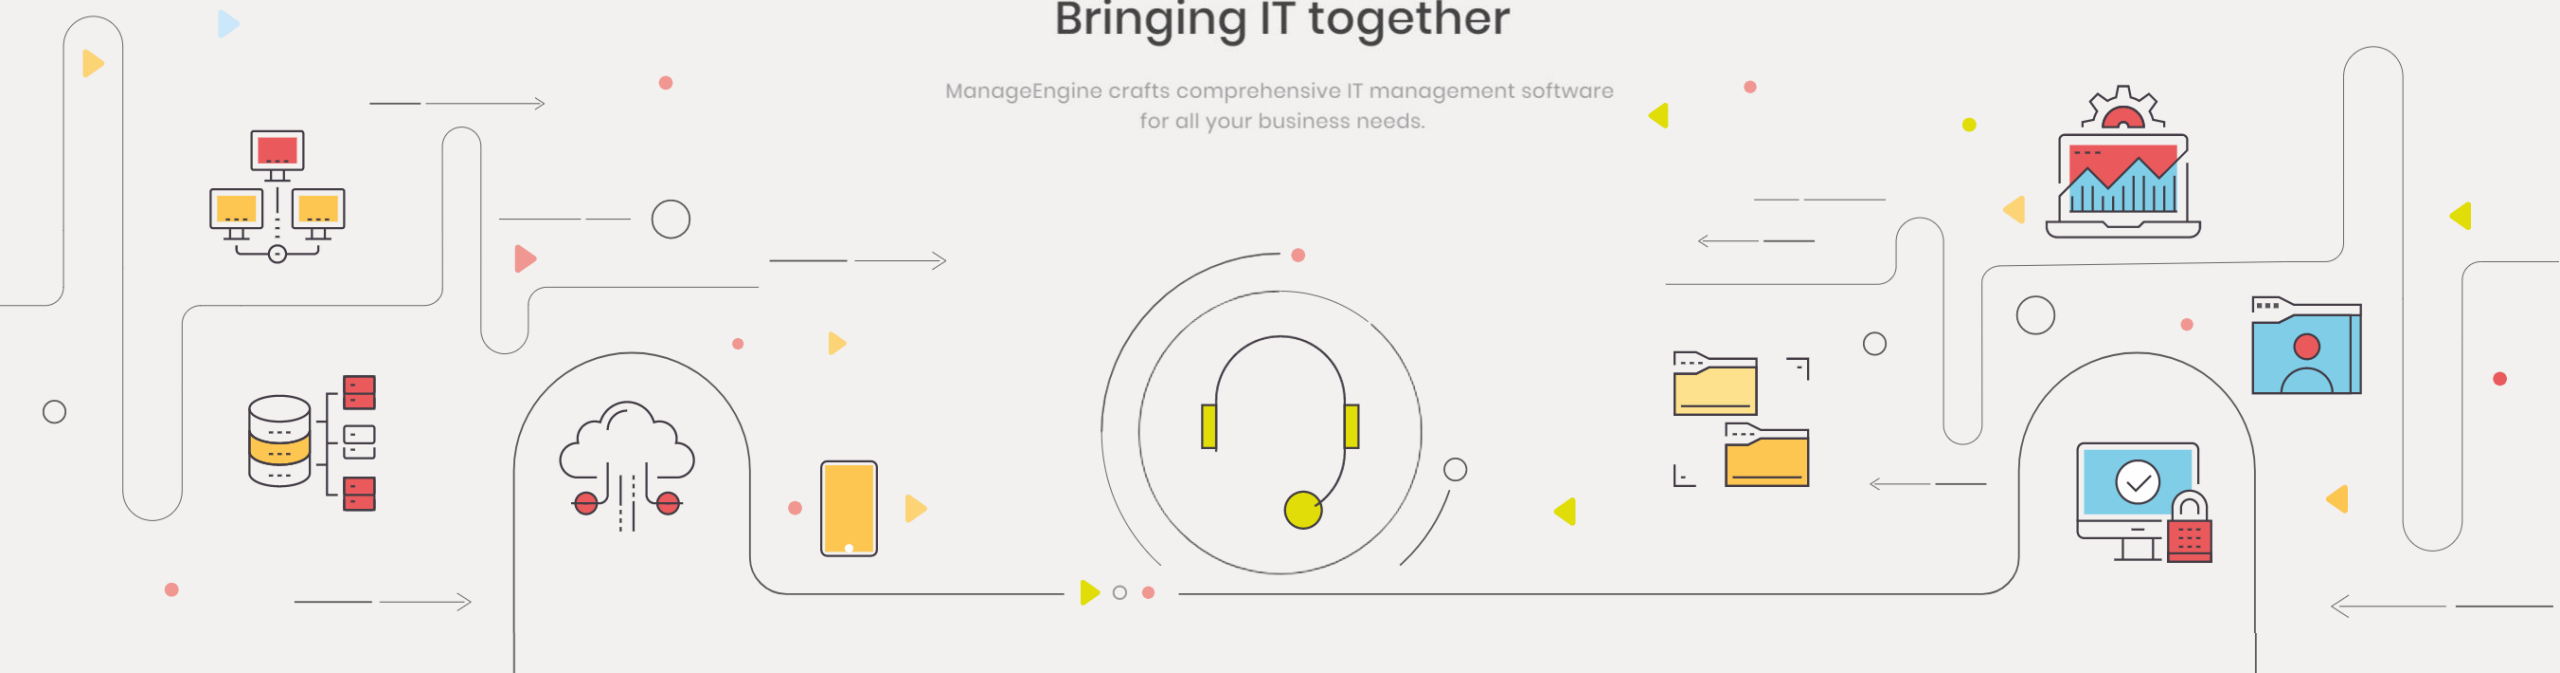 Bringing IT together
ManageEngine crafts comprehensive IT management software
for all your business needs.